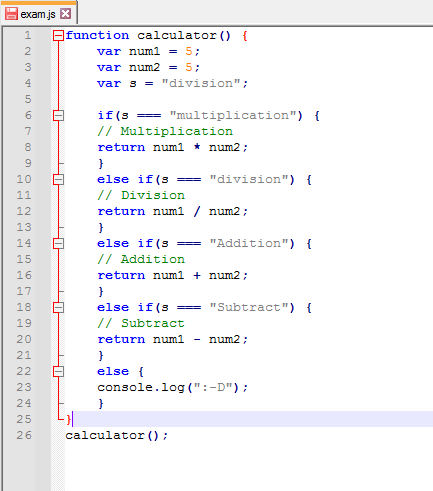 exam.js
1 function calculator() {
2 var num1 = 5;
3 var num2 = 5;
4 var s = "division";
5
6 if(s === "multiplication") {
7 // Multiplication
8 return num1 * num2;
9 }
10 else if(s === "division") {
11 // Division
12 return num1 / num2;
13 }
14 else if(s === "Addition") {
15 // Addition
16 return num1 + num2;
17 }
18 else if(s === "Subtract") {
19 // Subtract
20 return num1 - num2;
21 }
22 else {
23 console.log(":-D");
24 }
25 }
26 calculator();